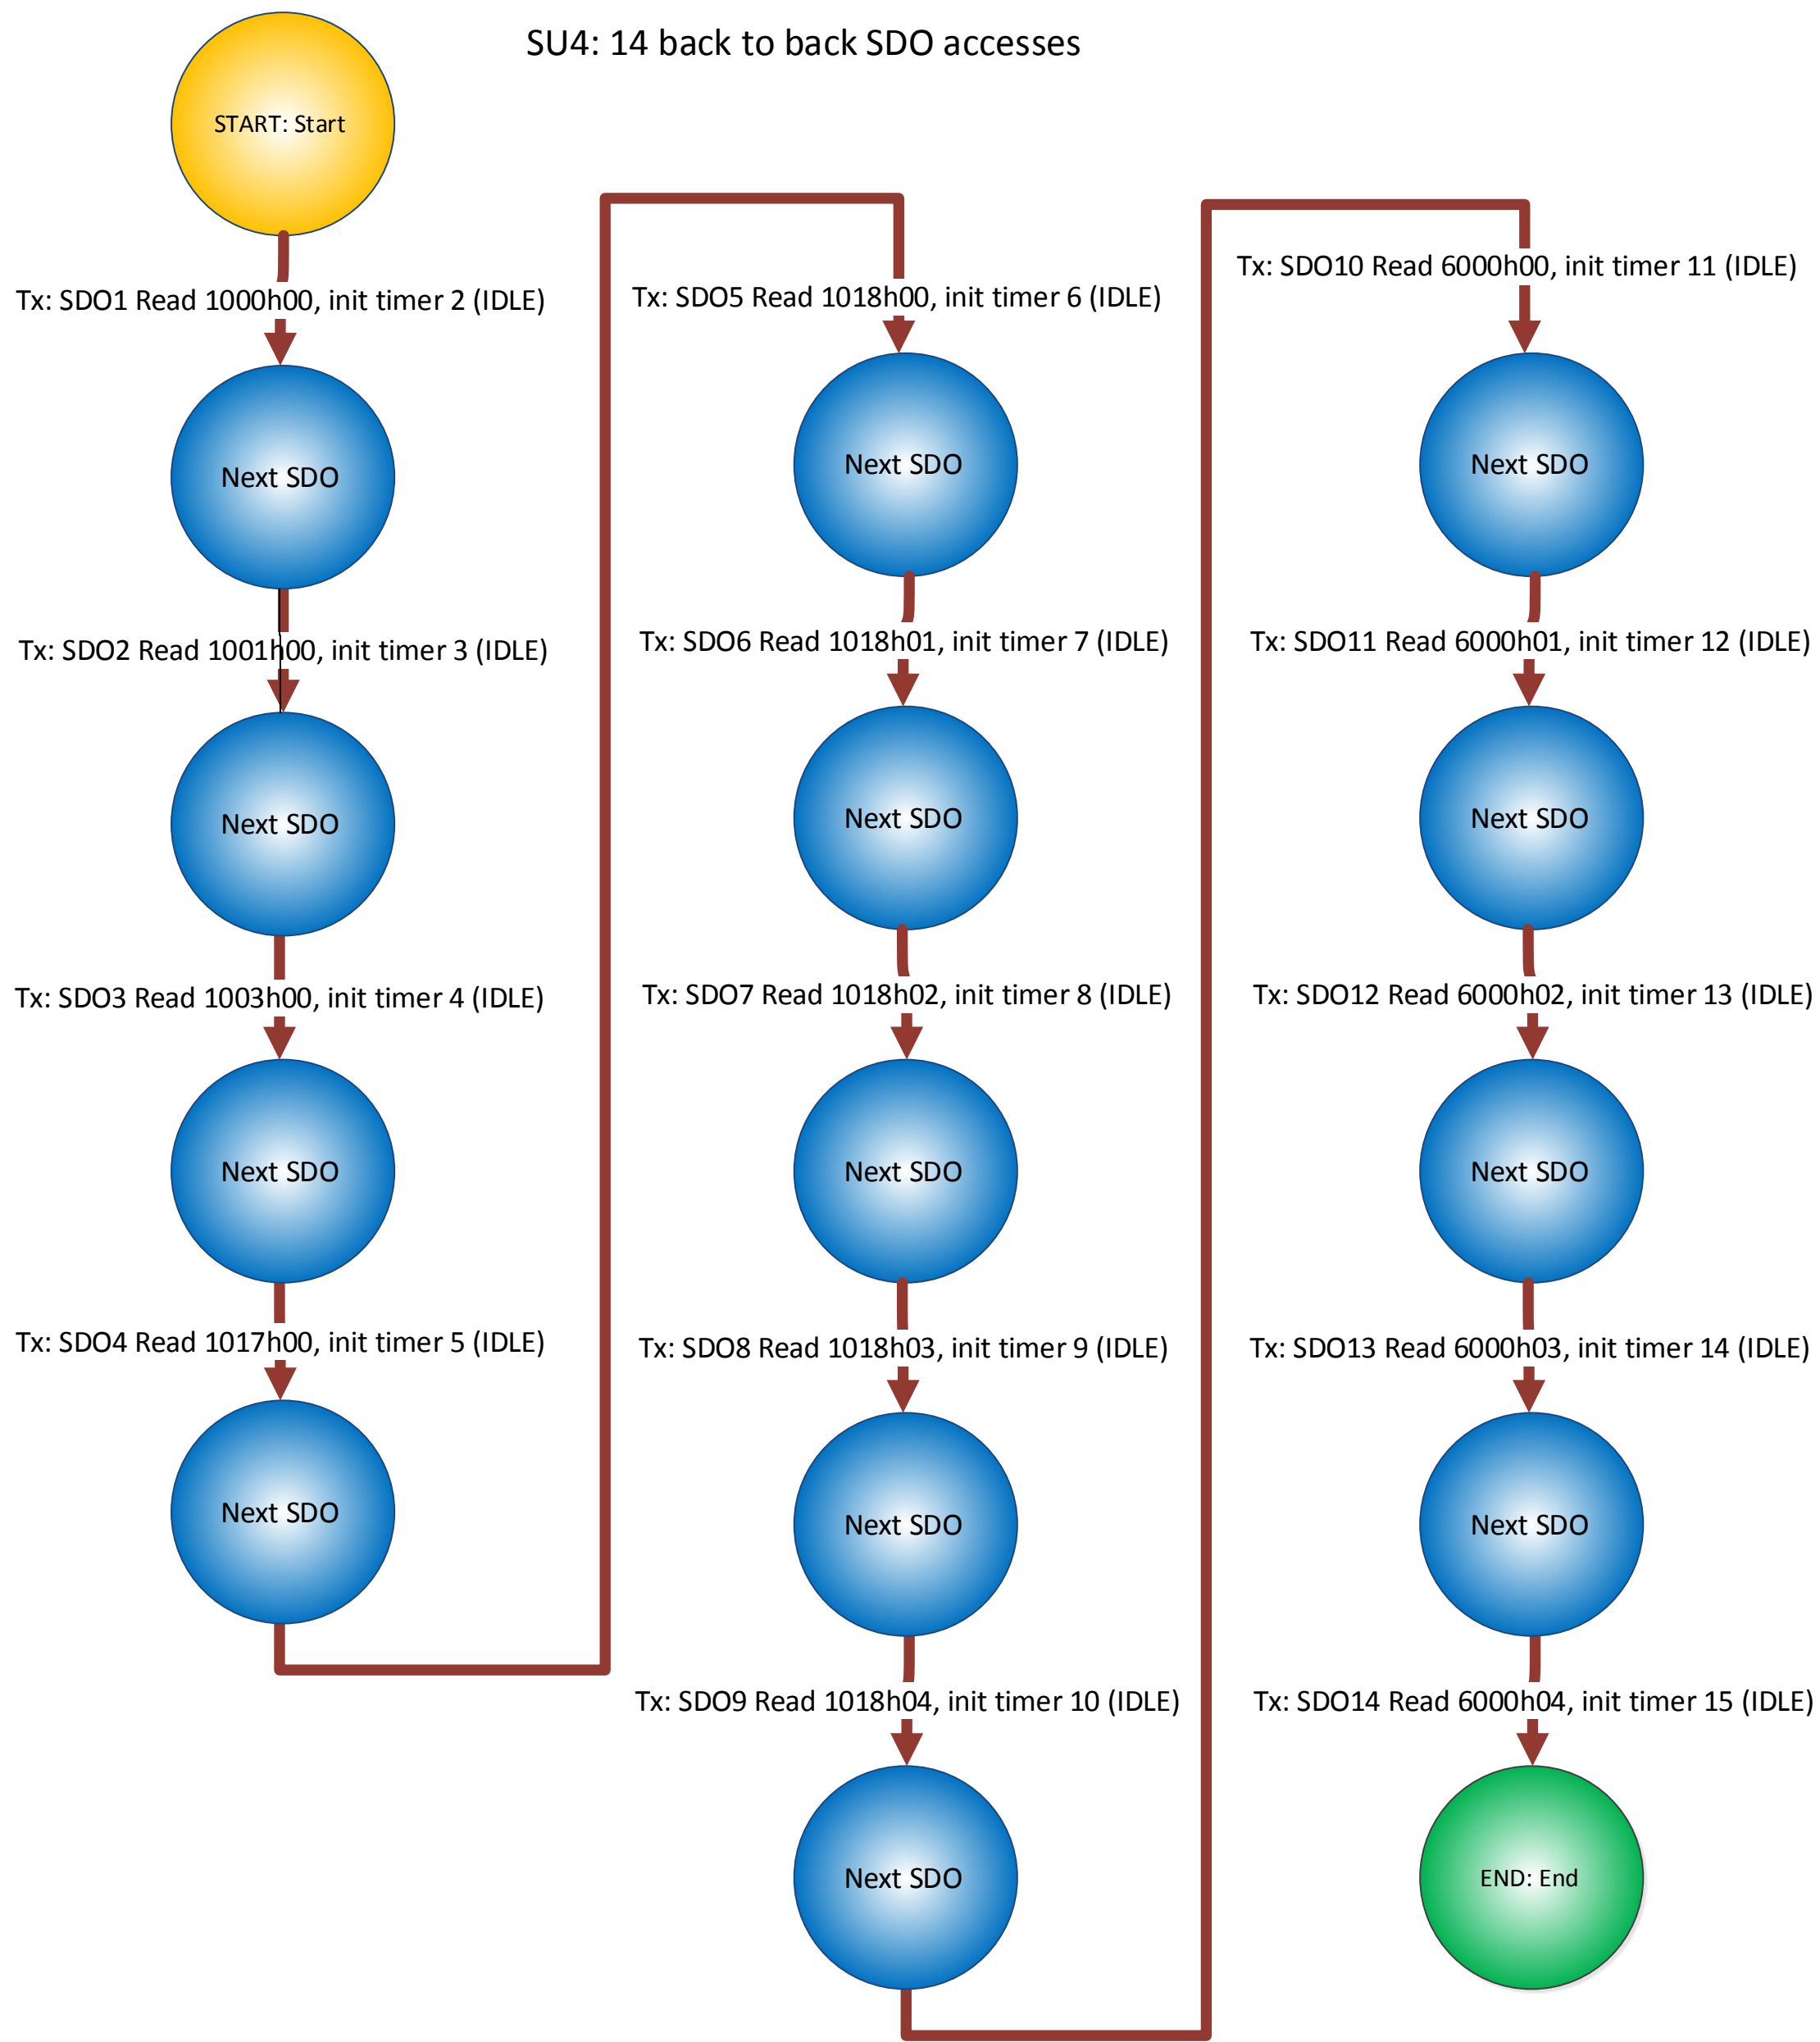 SU4: 14 back to back SDO accesses
START: Start
Tx: SDO1 Read 1000h00, init timer 2 (IDLE)
Next SDO
Tx: SDO2 Read 1001h00, init timer 3 (IDLE)
Next SDO
Tx: SDO3 Read 1003h00, init timer 4 (IDLE)
Next SDO
Tx: SDO4 Read 1017h00, init timer 5 (IDLE)
Next SDO
Tx: SDO5 Read 1018h00, init timer 6 (IDLE)
Next SDO
Tx: SDO6 Read 1018h01, init timer 7 (IDLE)
Next SDO
Tx: SDO7 Read 1018h02, init timer 8 (IDLE)
Next SDO
Tx: SDO8 Read 1018h03, init timer 9 (IDLE)
Next SDO
Tx: SDO9 Read 1018h04, init timer 10 (IDLE)
Next SDO
Tx: SDO10 Read 6000h00, init timer 11 (IDLE)
Next SDO
Tx: SDO11 Read 6000h01, init timer 12 (IDLE)
Next SDO
Tx: SDO12 Read 6000h02, init timer 13 (IDLE)
Next SDO
Tx: SDO13 Read 6000h03, init timer 14 (IDLE)
Next SDO
Tx: SDO14 Read 6000h04, init timer 15 (IDLE)
END: End